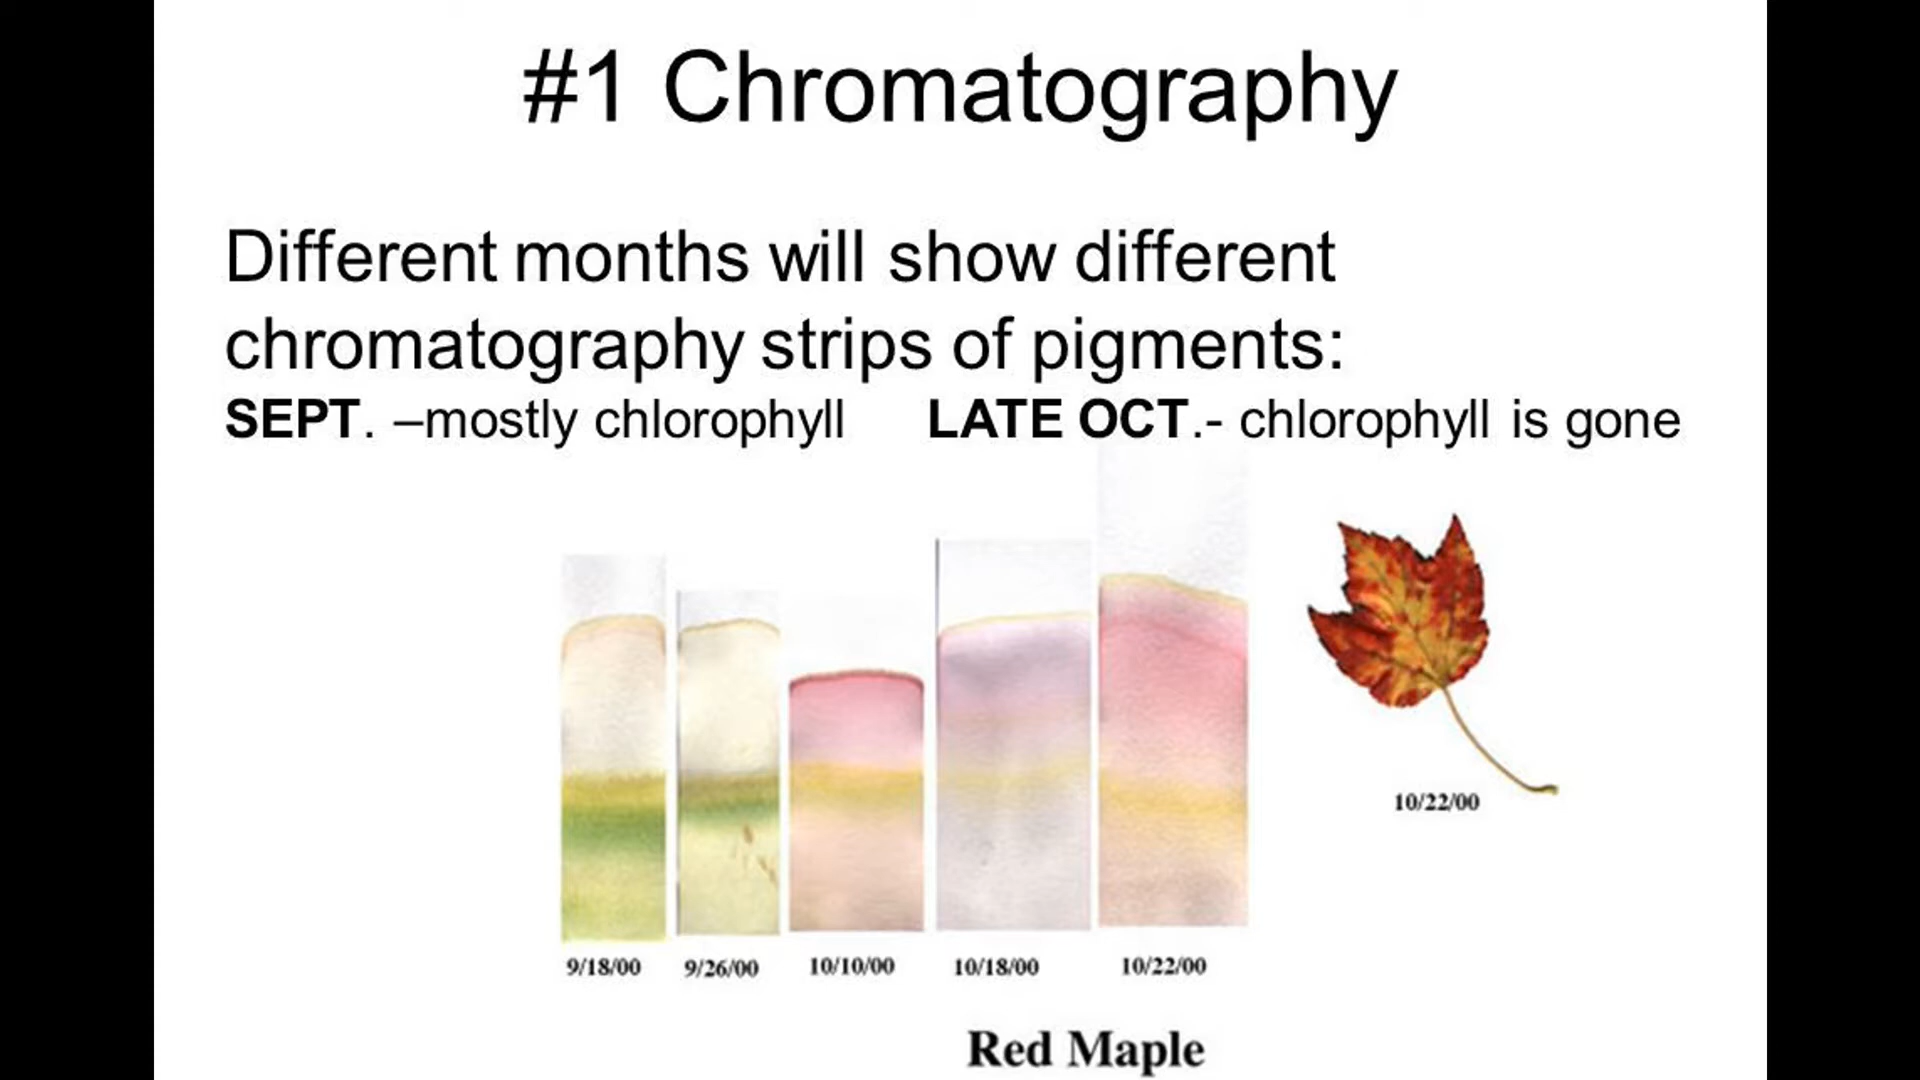 #1 Chromatography
Different months will show different
chromatography strips of pigments:
SEPT. –mostly chlorophyll LATE OCT.- chlorophyll is gone
10/22/00
9/18/00 9/26/00 10/10/00 10/18/00 10/22/00
Red Maple